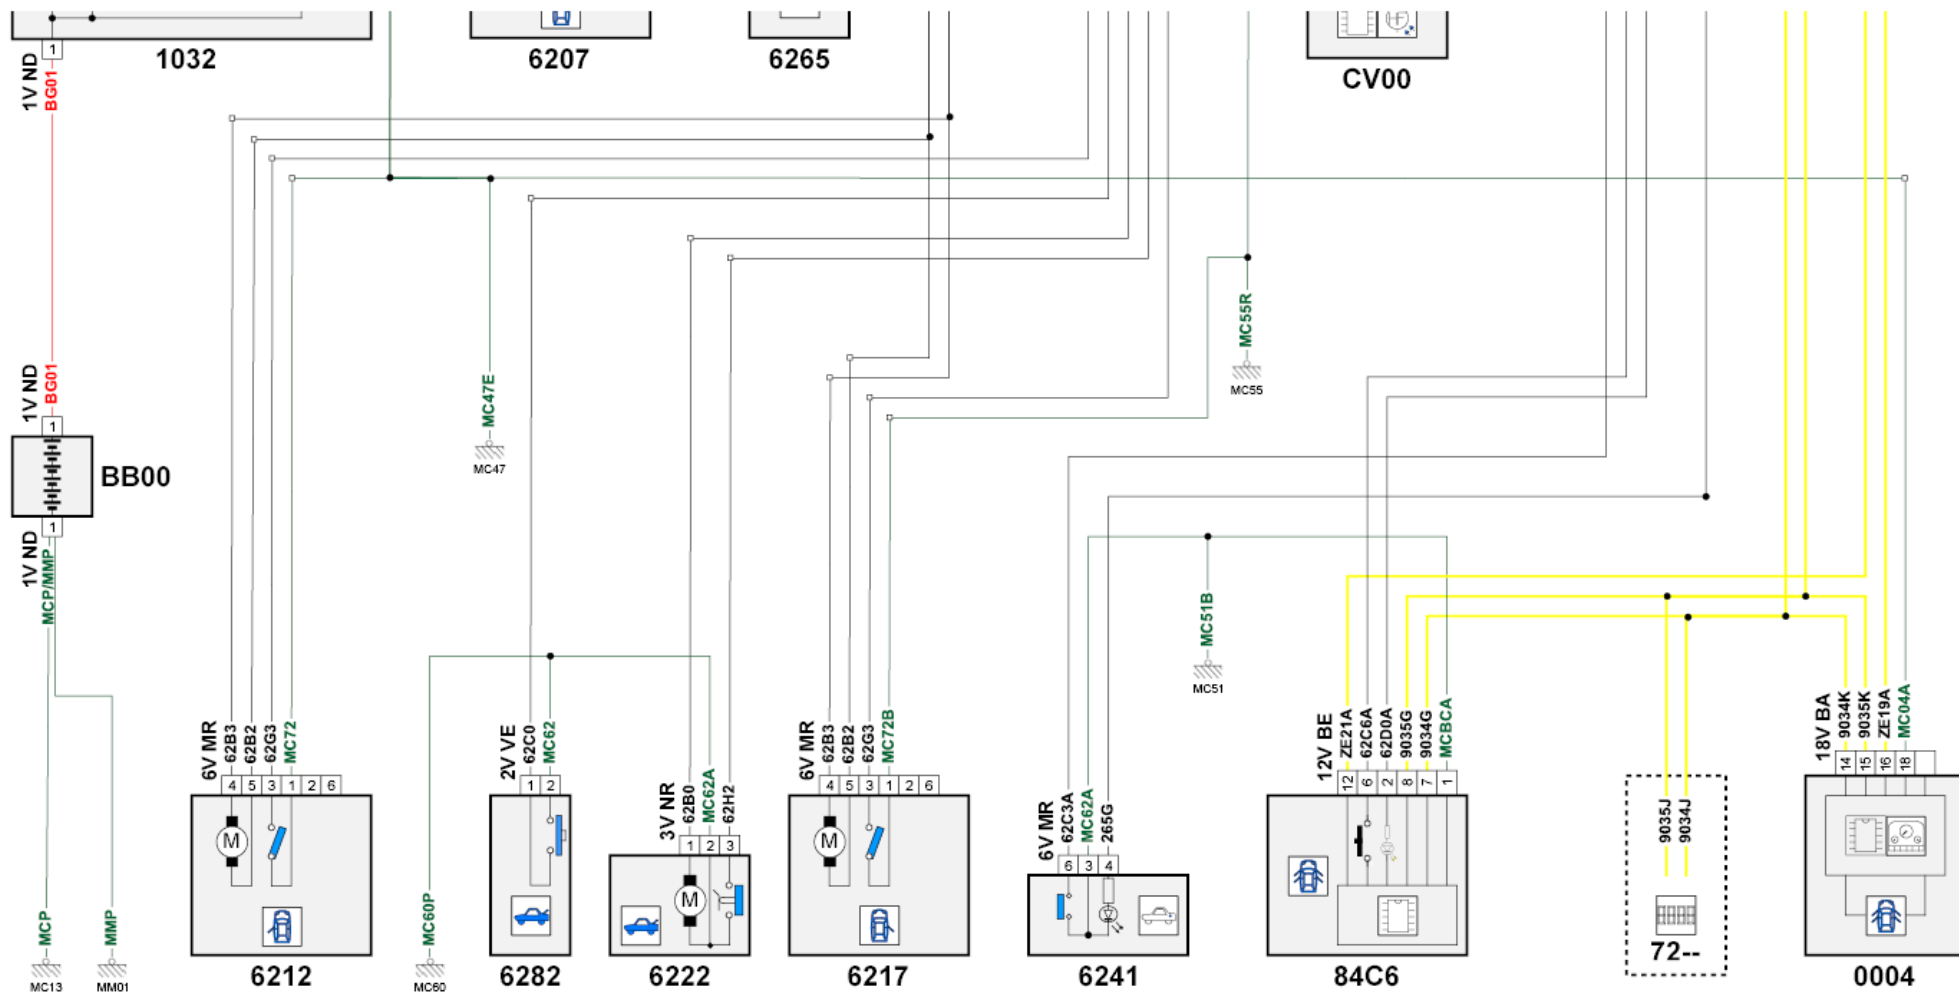 1032
6207
6265
CV00
1
1V ND
BG01
1V ND
BG01
1
BB00
1
1V ND
MCP/MMP
MCP
MMP
MC13
MM01
MC47E
MC47
MC55R
MC55
MC51B
MC51
MC60P
MC60
6V MR
62B3
62B2
62G3
MC72
4 5 3 1 2 6
M
6212
2V VE
62C0
MC62
1 2
6282
3V NR
62B0
MC62A
62H2
1 2 3
M
6222
6V MR
62B3
62B2
62G3
MC72B
4 5 3 1 2 6
M
6217
6V MR
62C3A
MC62A
265G
6 3 4
6241
12V BE
ZE21A
62C6A
62D0A
9035G
9034G
MCBCA
12 6 2 8 7 1
84C6
9035J
9034J
72--
18V BA
9034K
9035K
ZE19A
MC04A
14 15 16 18
0004